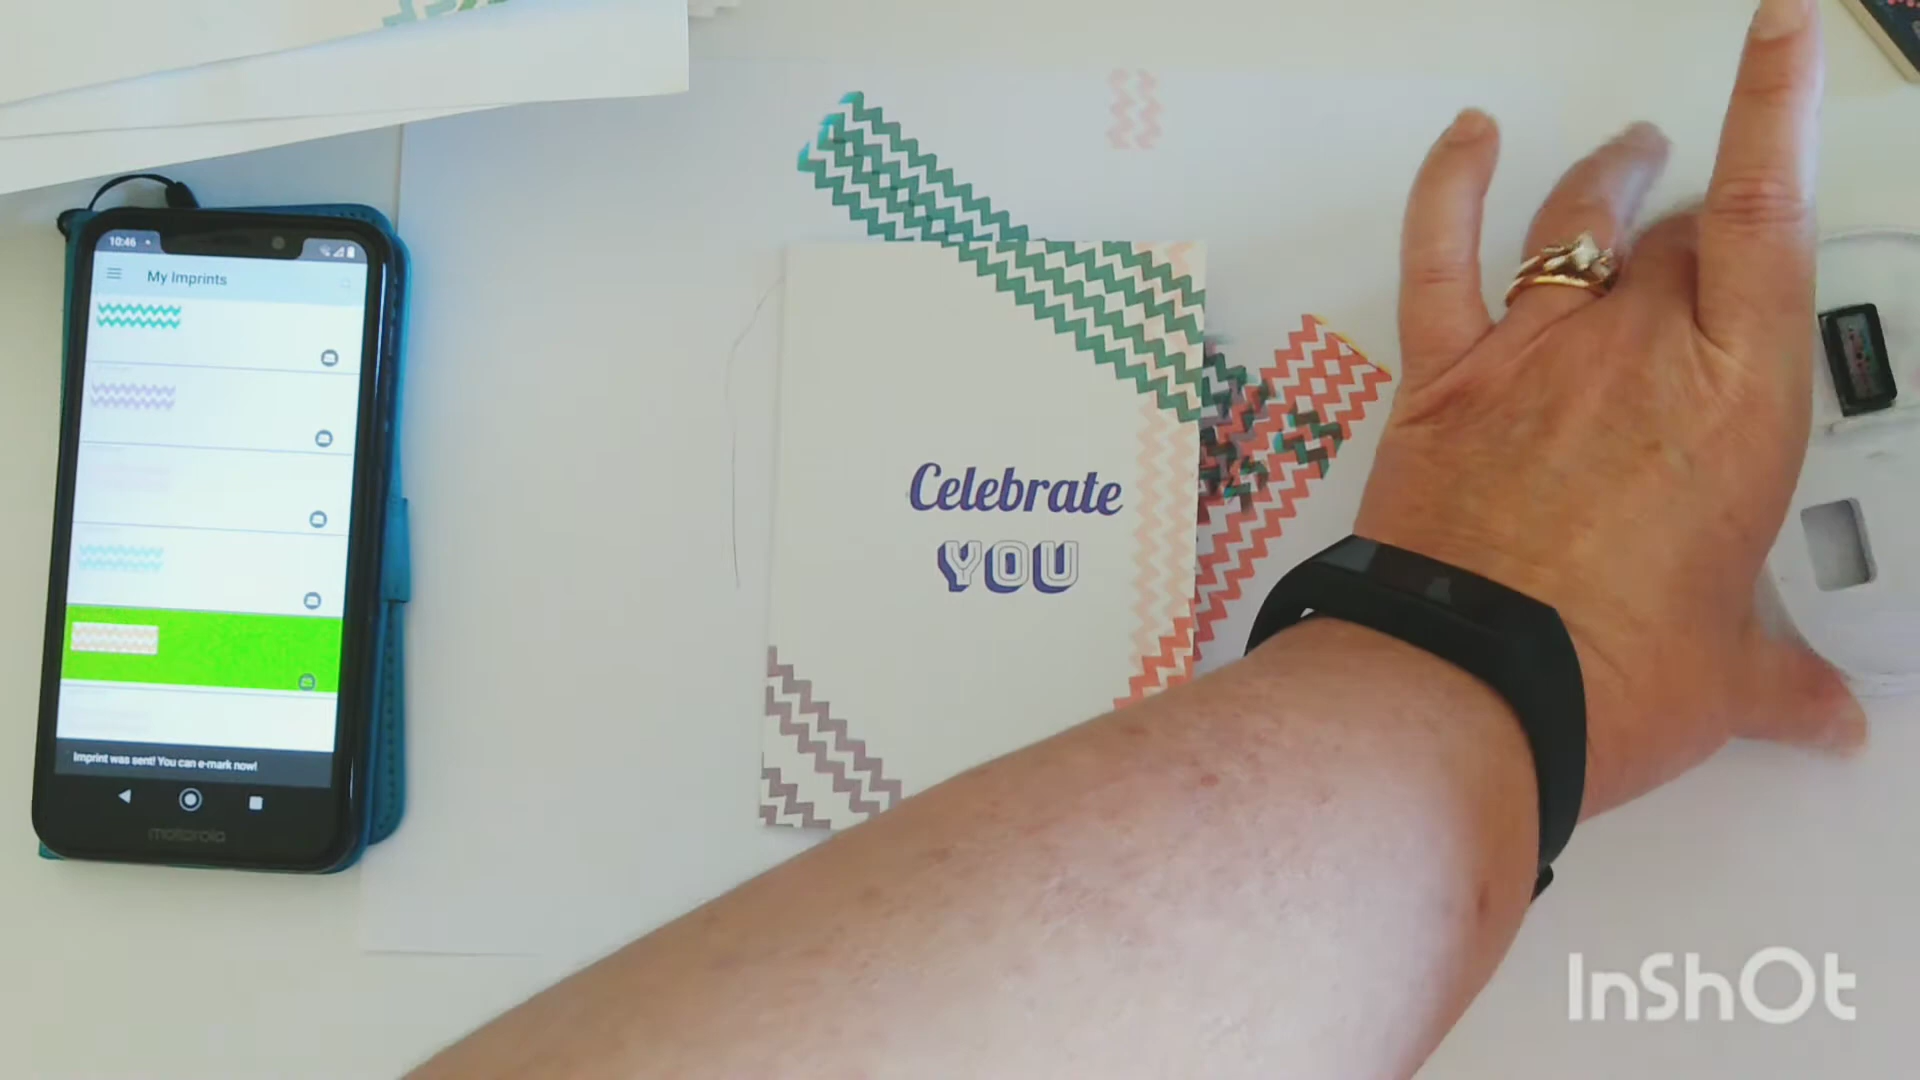 10:46
My Imprints
Imprint was sent! You can e-mark now!
motorola
Celebrate
YOU
InShOt